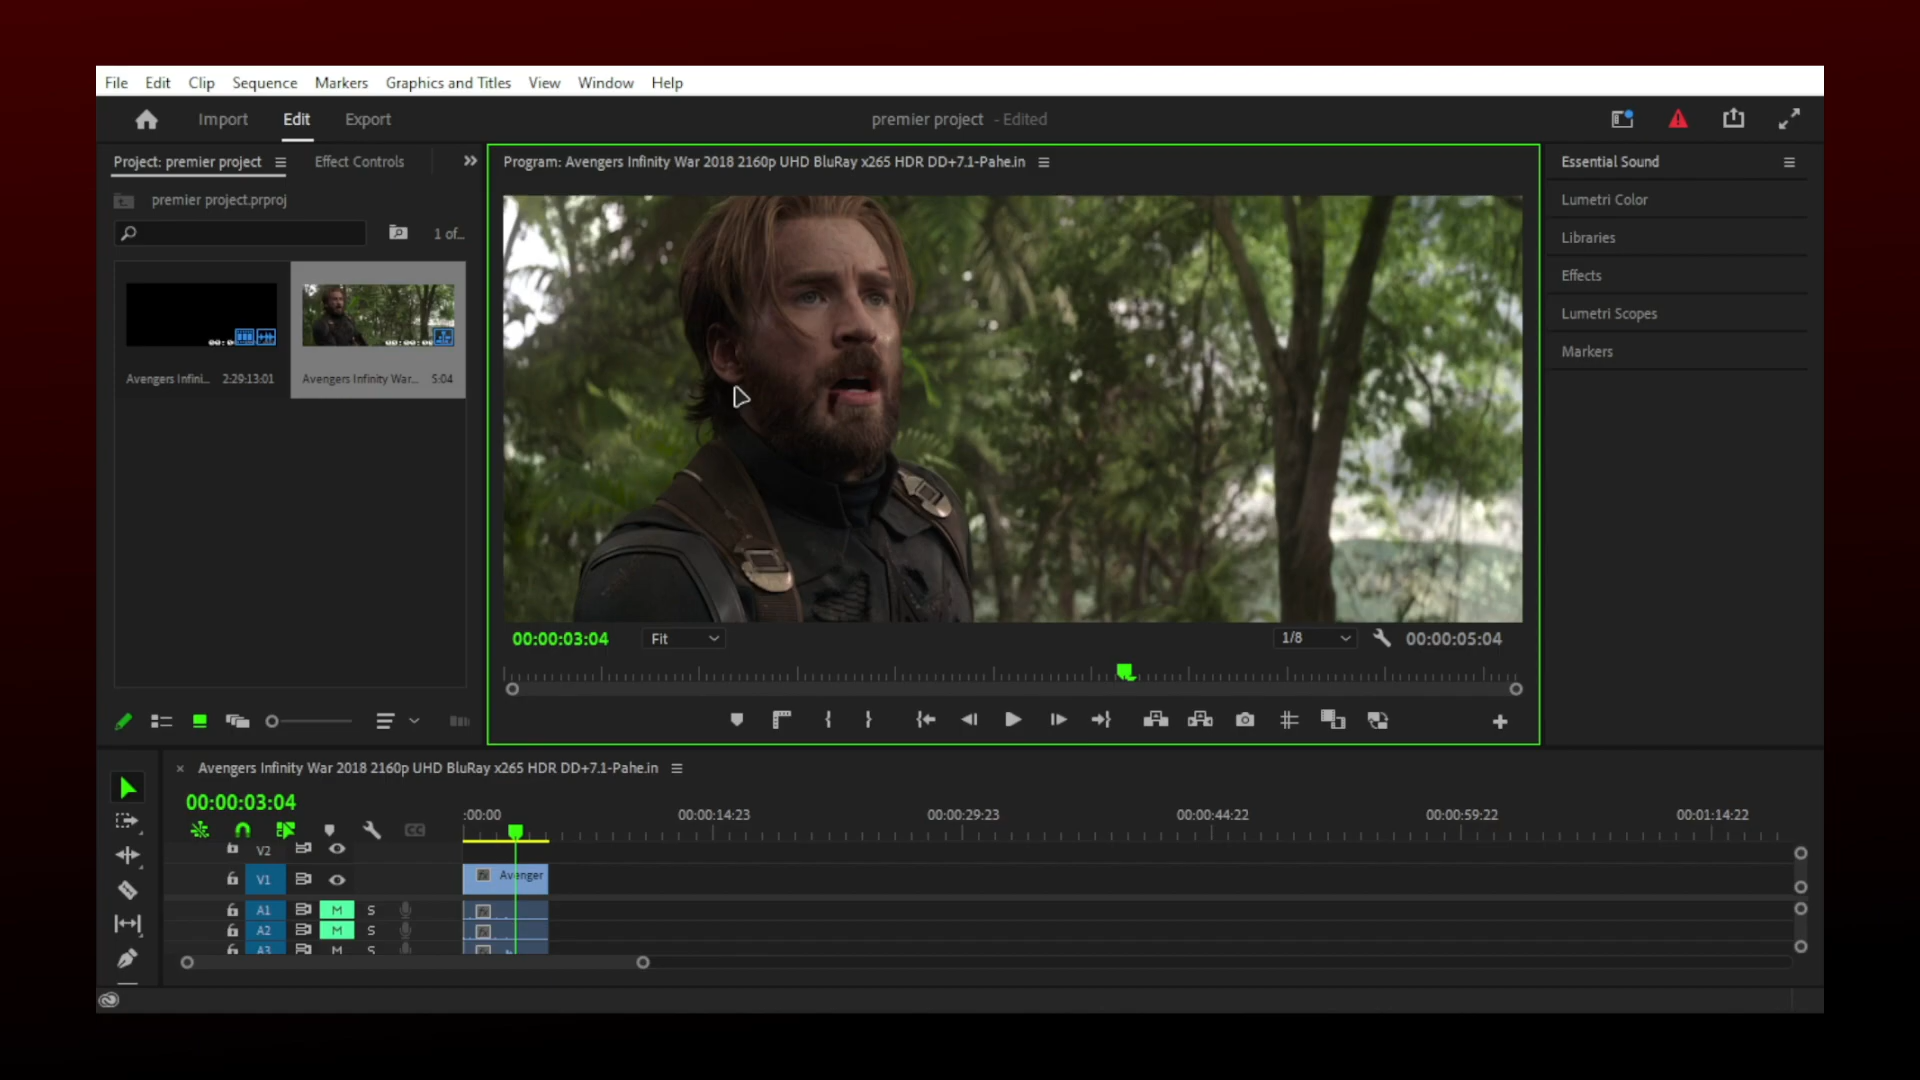 File Edit Clip Sequence Markers Graphics and Titles View Window Help
Import Edit Export premier project - Edited
Project: premier project Effect Controls
premier project.prproj
1 of...
Avengers Infini... 2:29:13:01
Avengers Infinity War... 5:04
Program: Avengers Infinity War 2018 2160p UHD BluRay x265 HDR DD+7.1-Pahe.in
00:00:03:04 Fit 1/8 00:00:05:04
Essential Sound
Lumetri Color
Libraries
Effects
Lumetri Scopes
Markers
× Avengers Infinity War 2018 2160p UHD BluRay x265 HDR DD+7.1-Pahe.in
00:00:03:04
:00:00 00:00:14:23 00:00:29:23 00:00:44:22 00:00:59:22 00:01:14:22
CC
V2
V1 fx Avenger
A1 M S fx
A2 M S fx
A3 M S